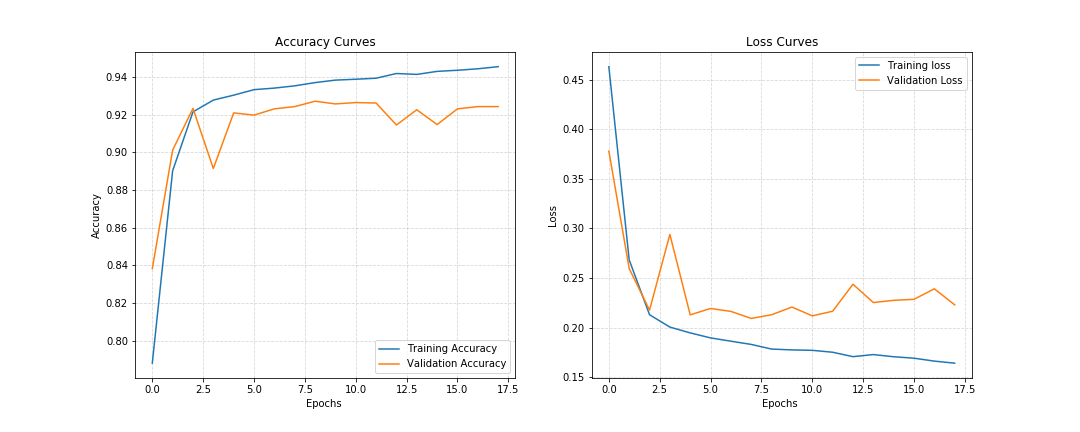 Accuracy Curves
0.94
0.92
0.90
0.88
0.86
0.84
0.82
0.80
Accuracy
Training Accuracy
Validation Accuracy
0.0 2.5 5.0 7.5 10.0 12.5 15.0 17.5
Epochs
Loss Curves
0.45
0.40
0.35
0.30
0.25
0.20
0.15
Loss
Training loss
Validation Loss
0.0 2.5 5.0 7.5 10.0 12.5 15.0 17.5
Epochs